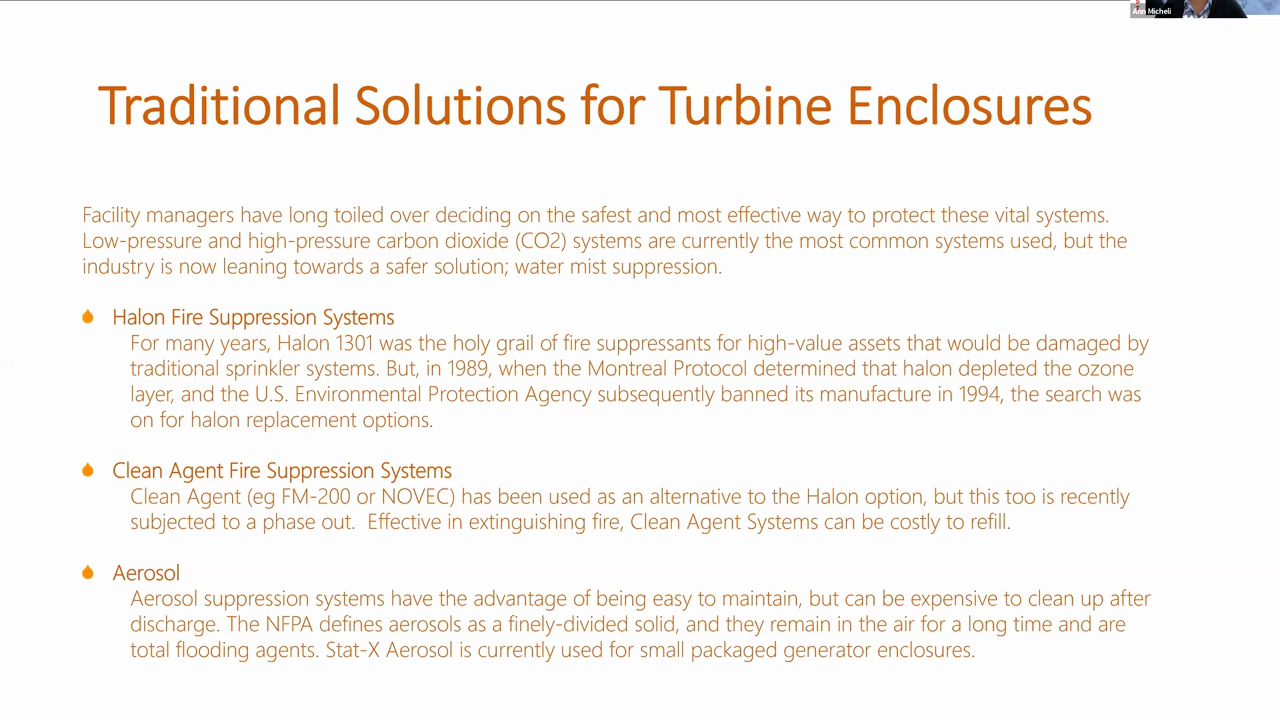 Ann Micheli
Traditional Solutions for Turbine Enclosures
Facility managers have long toiled over deciding on the safest and most effective way to protect these vital systems.
Low-pressure and high-pressure carbon dioxide (CO2) systems are currently the most common systems used, but the
industry is now leaning towards a safer solution; water mist suppression.
Halon Fire Suppression Systems
For many years, Halon 1301 was the holy grail of fire suppressants for high-value assets that would be damaged by
traditional sprinkler systems. But, in 1989, when the Montreal Protocol determined that halon depleted the ozone
layer, and the U.S. Environmental Protection Agency subsequently banned its manufacture in 1994, the search was
on for halon replacement options.
Clean Agent Fire Suppression Systems
Clean Agent (eg FM-200 or NOVEC) has been used as an alternative to the Halon option, but this too is recently
subjected to a phase out.  Effective in extinguishing fire, Clean Agent Systems can be costly to refill.
Aerosol
Aerosol suppression systems have the advantage of being easy to maintain, but can be expensive to clean up after
discharge. The NFPA defines aerosols as a finely-divided solid, and they remain in the air for a long time and are
total flooding agents. Stat-X Aerosol is currently used for small packaged generator enclosures.